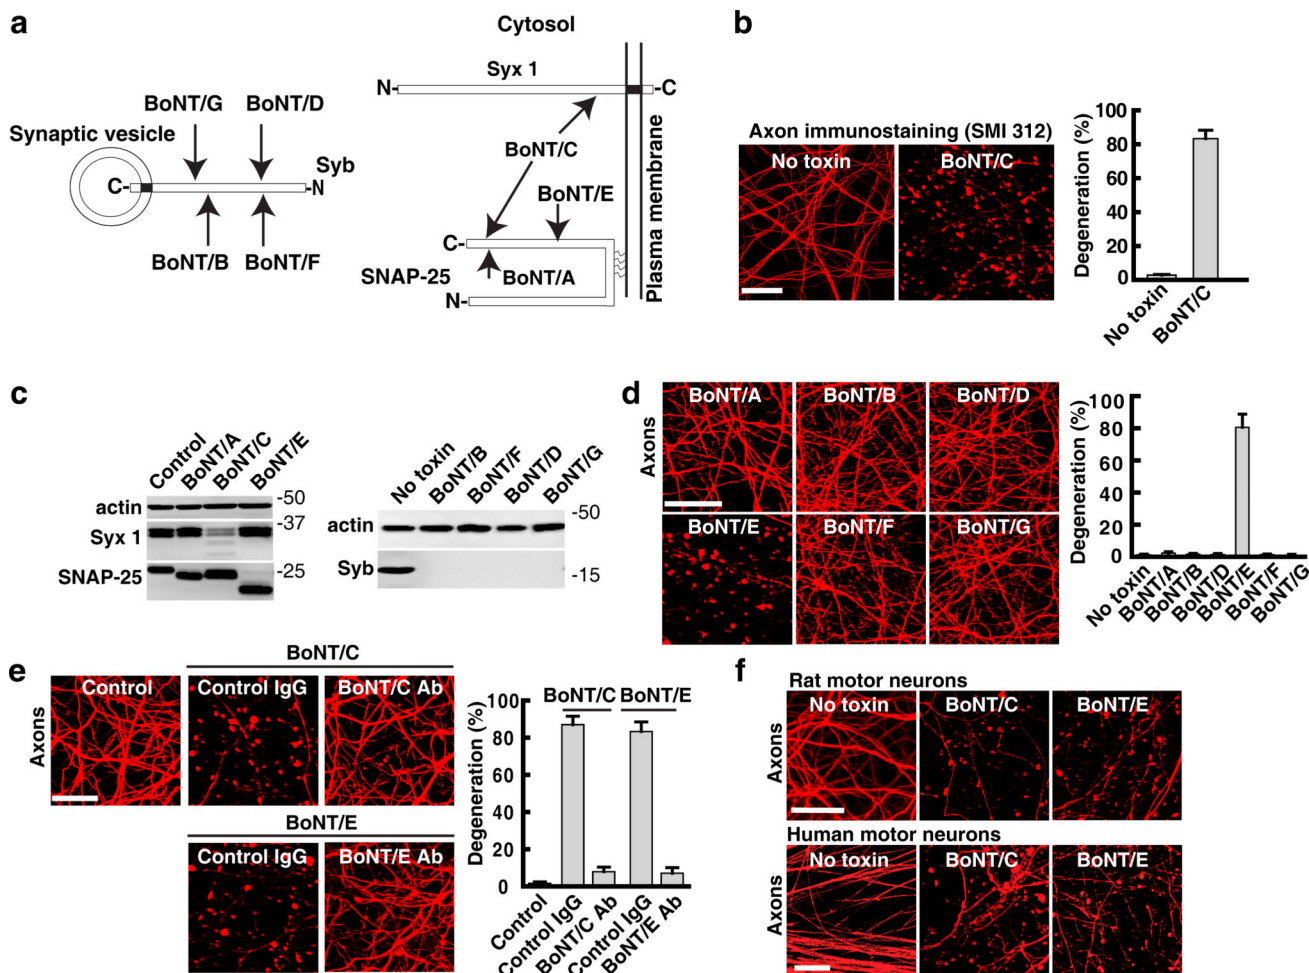 a
Cytosol
Syx 1
N-
-C
BoNT/G
BoNT/D
Synaptic vesicle
BoNT/C
Syb
C-
-N
BoNT/E
BoNT/B
BoNT/F
C-
SNAP-25
BoNT/A
N-
Plasma membrane
b
Axon immunostaining (SMI 312)
No toxin
BoNT/C
Degeneration (%)
100
80
60
40
20
0
No toxin
BoNT/C
c
Control
BoNT/A
BoNT/C
BoNT/E
actin
-50
-37
Syx 1
SNAP-25
-25
No toxin
BoNT/B
BoNT/F
BoNT/D
BoNT/G
-50
actin
Syb
-15
d
Axons
BoNT/A
BoNT/B
BoNT/D
BoNT/E
BoNT/F
BoNT/G
Degeneration (%)
100
80
60
40
20
0
No toxin
BoNT/A
BoNT/B
BoNT/D
BoNT/E
BoNT/F
BoNT/G
e
BoNT/C
Axons
Control
Control IgG
BoNT/C Ab
BoNT/E
Control IgG
BoNT/E Ab
Degeneration (%)
100
80
60
40
20
0
BoNT/C
BoNT/E
Control
Control IgG
BoNT/C Ab
Control IgG
BoNT/E Ab
f
Rat motor neurons
Axons
No toxin
BoNT/C
BoNT/E
Human motor neurons
Axons
No toxin
BoNT/C
BoNT/E